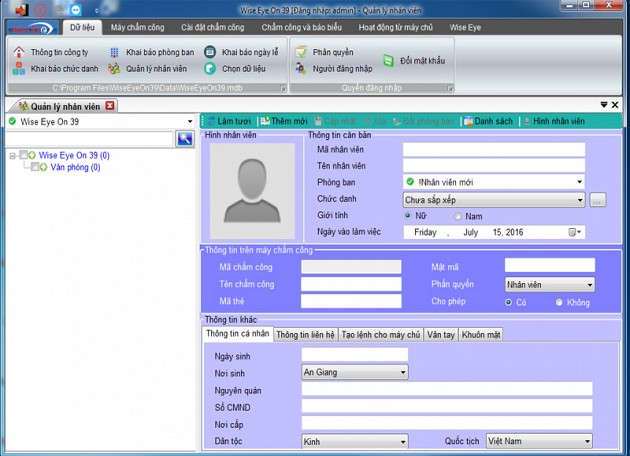 Wise Eye On 39 [Đăng nhập: admin] - Quản lý nhân viên
Dữ liệu Máy chấm công Cài đặt chấm công Chấm công và báo biểu Hoạt động từ máy chủ Wise Eye
Thông tin công ty Khai báo phòng ban Khai báo ngày lễ Phân quyền Đổi mật khẩu
Khai báo chức danh Quản lý nhân viên Chọn dữ liệu Người đăng nhập
C:\Program Files\WiseEyeOn39\Data\WiseEyeOn39.mdb Quyền đăng nhập
Quản lý nhân viên
Wise Eye On 39
Wise Eye On 39 (0)
Văn phòng (0)
Làm tươi Thêm mới Cập nhật Xóa Đổi phòng ban Danh sách Hình nhân viên
Hình nhân viên
Thông tin căn bản
Mã nhân viên
Tên nhân viên
Phòng ban !Nhân viên mới
Chức danh Chưa sắp xếp ...
Giới tính Nữ Nam
Ngày vào làm việc Friday , July 15, 2016
Thông tin trên máy chấm công
Mã chấm công Mật mã
Tên chấm công Phần quyền Nhân viên
Mã thẻ Cho phép Có Không
Thông tin khác
Thông tin cá nhân Thông tin liên hệ Tạo lệnh cho máy chủ Vân tay Khuôn mặt
Ngày sinh
Nơi sinh An Giang
Nguyên quán
Số CMND
Nơi cấp
Dân tộc Kinh Quốc tịch Việt Nam